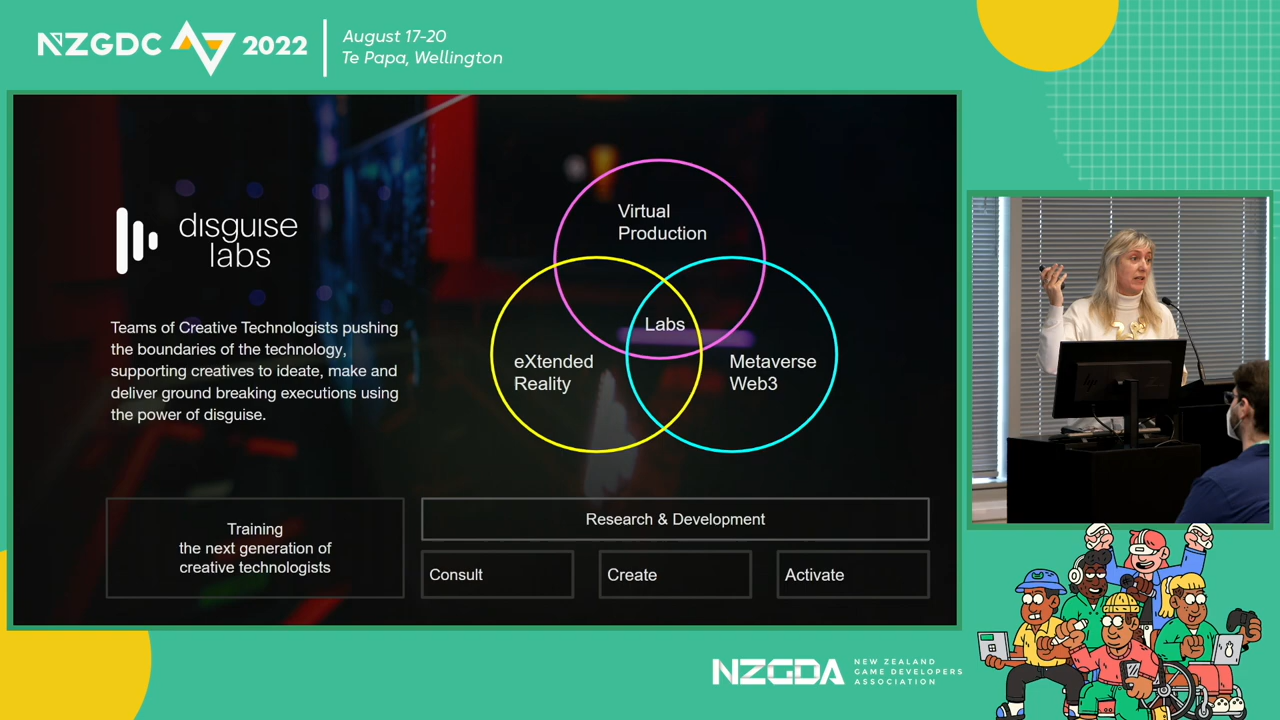 NZGDC 2022
August 17-20
Te Papa, Wellington
disguise
labs
Teams of Creative Technologists pushing
the boundaries of the technology,
supporting creatives to ideate, make and
deliver ground breaking executions using
the power of disguise.
Virtual
Production
Labs
eXtended
Reality
Metaverse
Web3
Training
the next generation of
creative technologists
Research & Development
Consult
Create
Activate
NZGDA
NEW ZEALAND
GAME DEVELOPERS
ASSOCIATION